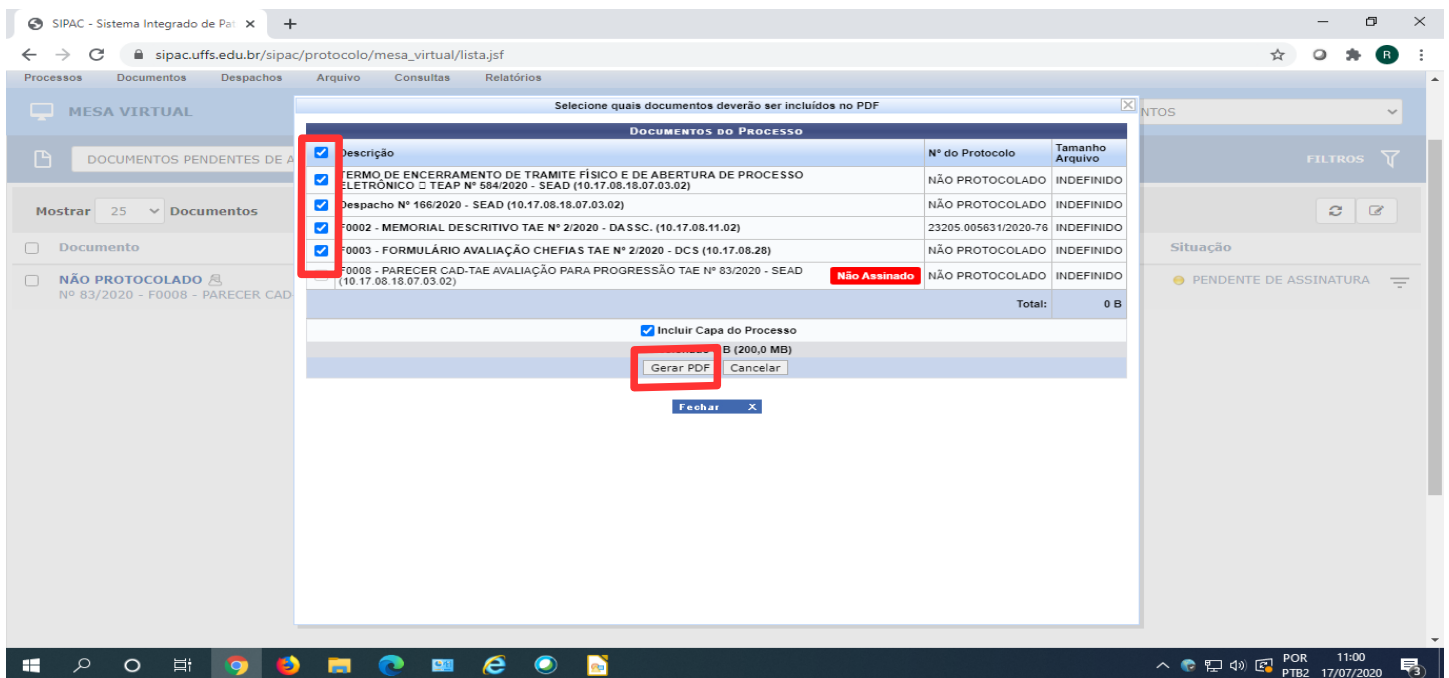 SIPAC - Sistema Integrado de Pat
sipac.uffs.edu.br/sipac/protocolo/mesa_virtual/lista.jsf
R
Processos Documentos Despachos Arquivo Consultas Relatórios
MESA VIRTUAL
NTOS
DOCUMENTOS PENDENTES DE A
FILTROS
Mostrar 25 Documentos
Documento
Situação
NÃO PROTOCOLADO
Nº 83/2020 - F0008 - PARECER CAD
PENDENTE DE ASSINATURA
Selecione quais documentos deverão ser incluídos no PDF
DOCUMENTOS DO PROCESSO
Descrição Nº do Protocolo Tamanho
Arquivo
TERMO DE ENCERRAMENTO DE TRAMITE FÍSICO E DE ABERTURA DE PROCESSO
ELETRÔNICO TEAP Nº 584/2020 - SEAD (10.17.08.18.07.03.02)
NÃO PROTOCOLADO INDEFINIDO
Despacho Nº 166/2020 - SEAD (10.17.08.18.07.03.02) NÃO PROTOCOLADO INDEFINIDO
F0002 - MEMORIAL DESCRITIVO TAE Nº 2/2020 - DASSC. (10.17.08.11.02) 23205.005631/2020-76 INDEFINIDO
F0003 - FORMULÁRIO AVALIAÇÃO CHEFIAS TAE Nº 2/2020 - DCS (10.17.08.28) NÃO PROTOCOLADO INDEFINIDO
F0008 - PARECER CAD-TAE AVALIAÇÃO PARA PROGRESSÃO TAE Nº 83/2020 - SEAD
(10.17.08.18.07.03.02)
Não Assinado NÃO PROTOCOLADO INDEFINIDO
Total: 0 B
Incluir Capa do Processo
B (200,0 MB)
Gerar PDF Cancelar
Fechar X
POR 11:00
PTB2 17/07/2020
3